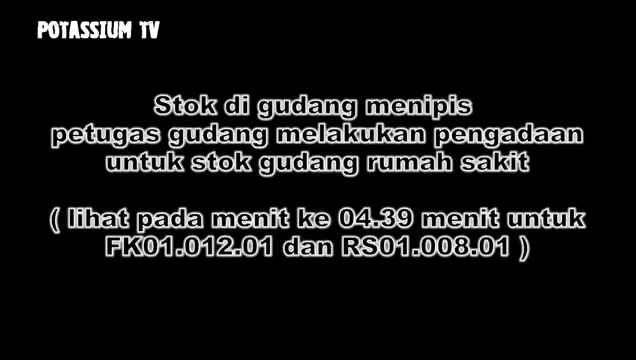 POTASSIUM TV
Stok di gudang menipis
petugas gudang melakukan pengadaan
untuk stok gudang rumah sakit
( lihat pada menit ke 04.39 menit untuk
FK01.012.01 dan RS01.008.01 )